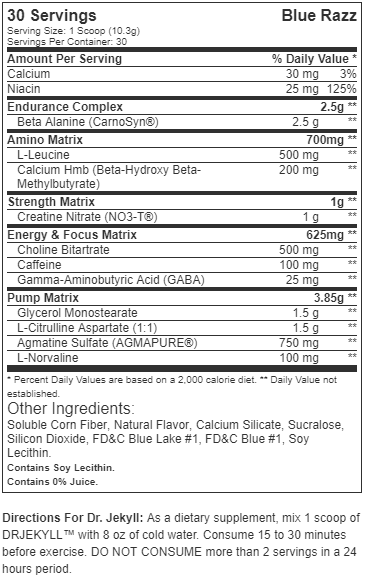 30 Servings Blue Razz
Serving Size: 1 Scoop (10.3g)
Servings Per Container: 30
Amount Per Serving % Daily Value *
Calcium 30 mg 3%
Niacin 25 mg 125%
Endurance Complex 2.5g **
Beta Alanine (CarnoSyn®) 2.5 g **
Amino Matrix 700mg **
L-Leucine 500 mg **
Calcium Hmb (Beta-Hydroxy Beta- 200 mg **
Methylbutyrate)
Strength Matrix 1g **
Creatine Nitrate (NO3-T®) 1 g **
Energy & Focus Matrix 625mg **
Choline Bitartrate 500 mg **
Caffeine 100 mg **
Gamma-Aminobutyric Acid (GABA) 25 mg **
Pump Matrix 3.85g **
Glycerol Monostearate 1.5 g **
L-Citrulline Aspartate (1:1) 1.5 g **
Agmatine Sulfate (AGMAPURE®) 750 mg **
L-Norvaline 100 mg **
* Percent Daily Values are based on a 2,000 calorie diet. ** Daily Value not
established.
Other Ingredients:
Soluble Corn Fiber, Natural Flavor, Calcium Silicate, Sucralose,
Silicon Dioxide, FD&C Blue Lake #1, FD&C Blue #1, Soy
Lecithin.
Contains Soy Lecithin.
Contains 0% Juice.
Directions For Dr. Jekyll: As a dietary supplement, mix 1 scoop of
DRJEKYLL™ with 8 oz of cold water. Consume 15 to 30 minutes
before exercise. DO NOT CONSUME more than 2 servings in a 24
hours period.